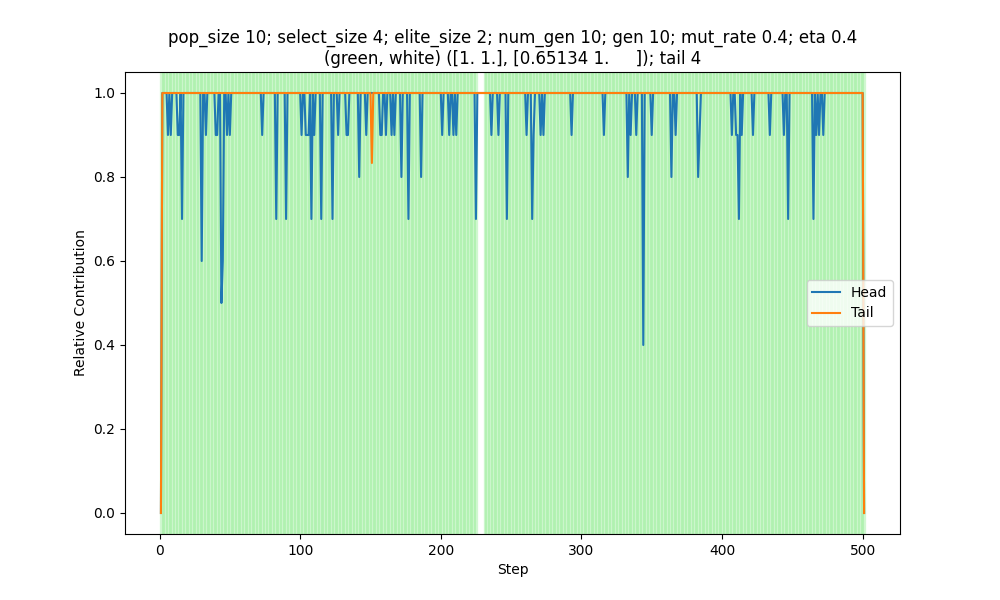 pop_size 10; select_size 4; elite_size 2; num_gen 10; gen 10; mut_rate 0.4; eta 0.4
(green, white) ([1. 1.], [0.65134 1.     ]); tail 4
1.0
0.8
0.6
0.4
0.2
0.0
Relative Contribution
Head
Tail
0 100 200 300 400 500
Step